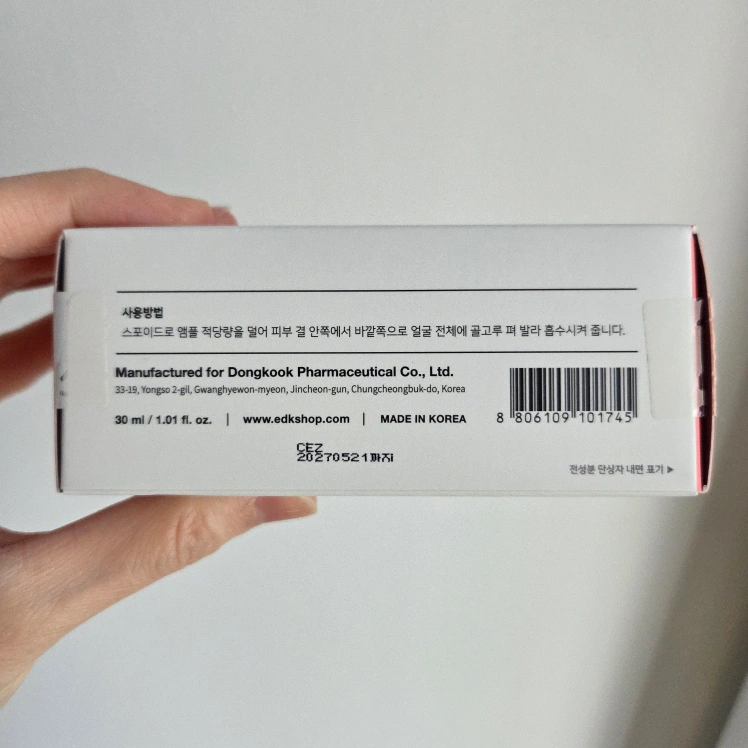 사용방법
스포이드로 앰플 적당량을 덜어 피부 결 안쪽에서 바깥쪽으로 얼굴 전체에 골고루 펴 발라 흡수시켜 줍니다.
Manufactured for Dongkook Pharmaceutical Co., Ltd.
33-19, Yongso 2-gil, Gwanghyewon-myeon, Jincheon-gun, Chungcheongbuk-do, Korea
30 ml / 1.01 fl. oz. | www.edkshop.com | MADE IN KOREA
8 806109 101745
CEZ
20270521까지
전성분 단상자 내면 표기 ▶